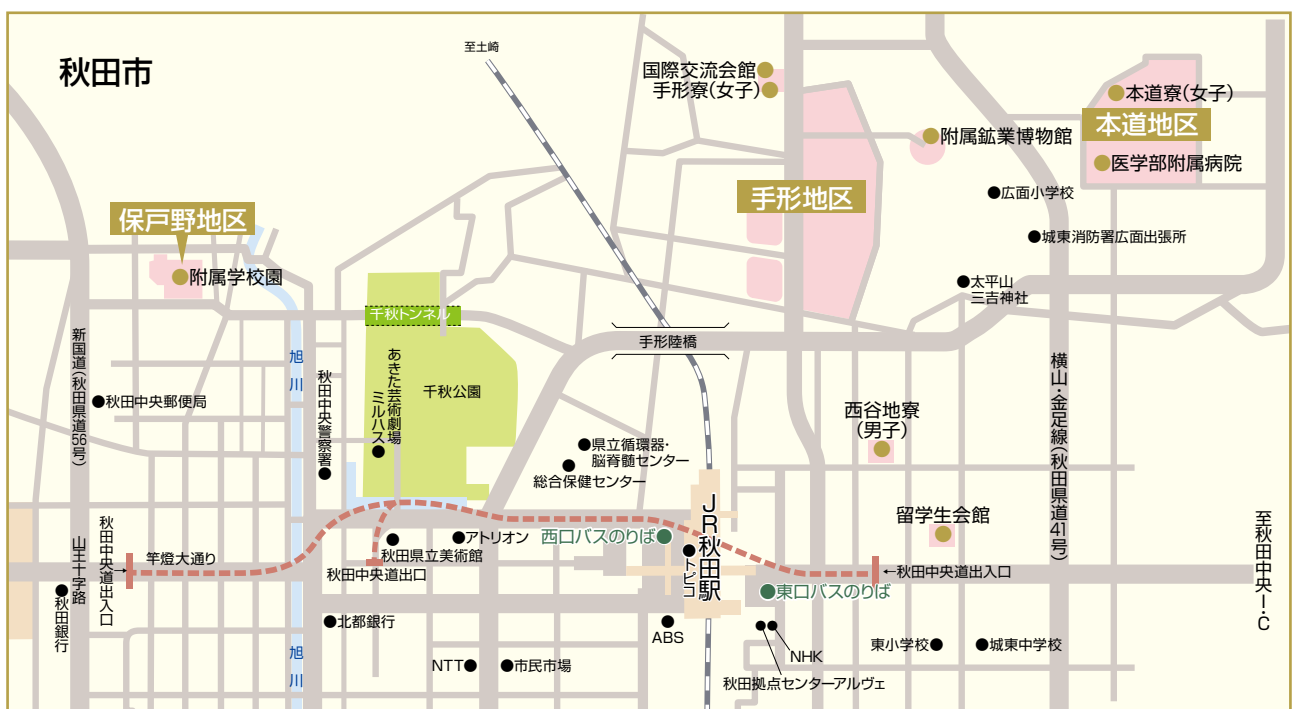 秋田市
至土崎
国際交流会館
手形寮(女子)
本道寮(女子)
本道地区
附属鉱業博物館
医学部附属病院
広面小学校
手形地区
保戸野地区
城東消防署広面出張所
附属学校園
太平山
三吉神社
千秋トンネル
手形陸橋
新国道(秋田県道56号)
旭川
秋田中央警察署
あきた芸術劇場
ミルハス
千秋公園
横山・金足線(秋田県道41号)
秋田中央郵便局
西谷地寮
(男子)
県立循環器・
脳脊髄センター
総合保健センター
JR秋田駅
留学生会館
至秋田中央I・C
山王十字路
秋田中央道出入口
竿燈大通り
秋田県立美術館
アトリオン
西口バスのりば
トピコ
秋田中央道出口
←秋田中央道出入口
東口バスのりば
秋田銀行
北都銀行
ABS
NHK
東小学校
城東中学校
旭川
NTT
市民市場
秋田拠点センターアルヴェ